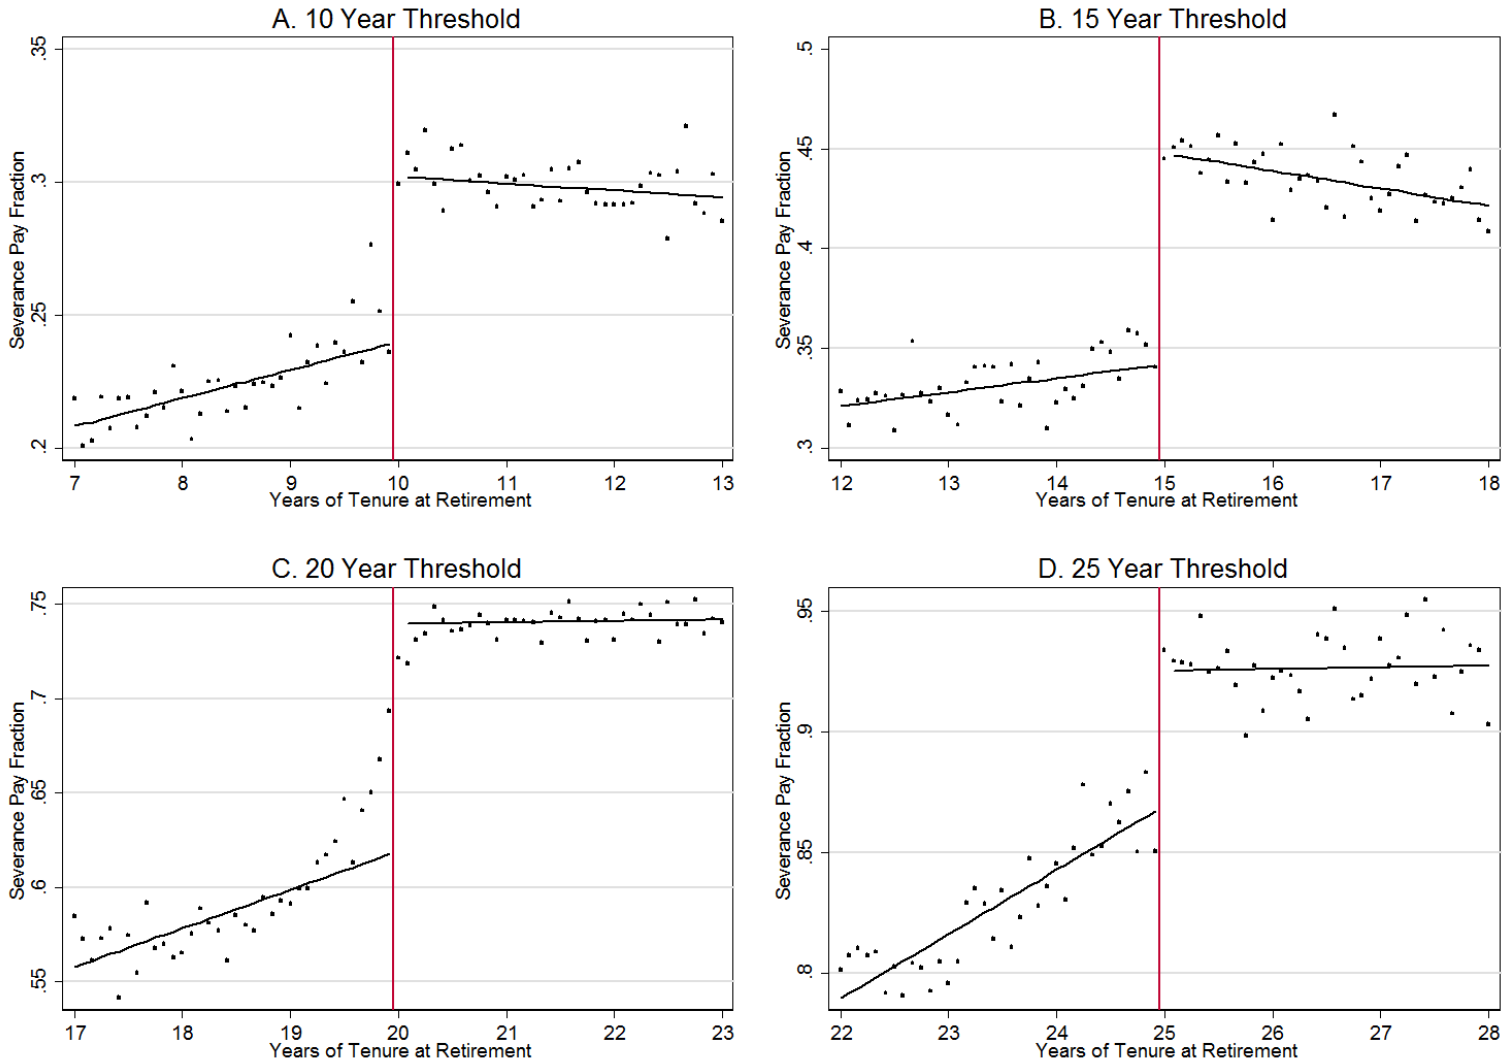 A. 10 Year Threshold
Severance Pay Fraction
.35
.3
.25
.2
7 8 9 10 11 12 13
Years of Tenure at Retirement
B. 15 Year Threshold
Severance Pay Fraction
.5
.45
.4
.35
.3
12 13 14 15 16 17 18
Years of Tenure at Retirement
C. 20 Year Threshold
Severance Pay Fraction
.75
.7
.65
.6
.55
17 18 19 20 21 22 23
Years of Tenure at Retirement
D. 25 Year Threshold
Severance Pay Fraction
.95
.9
.85
.8
22 23 24 25 26 27 28
Years of Tenure at Retirement